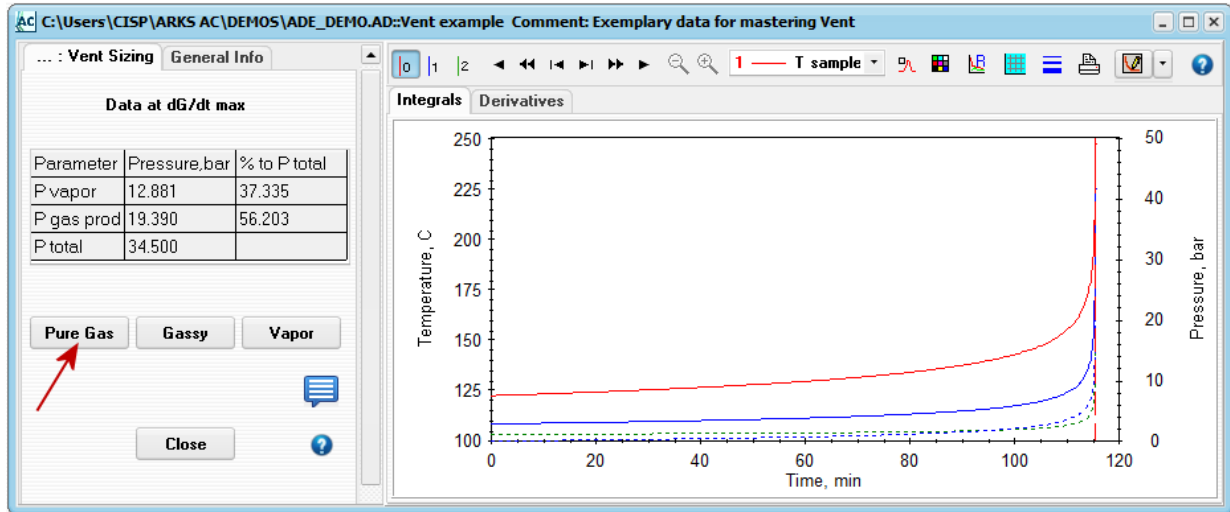 AC C:\Users\CISP\ARKS AC\DEMOS\ADE_DEMO.AD::Vent example Comment: Exemplary data for mastering Vent
... : Vent Sizing General Info
Data at dG/dt max
Parameter Pressure,bar % to P total
P vapor 12.881 37.335
P gas prod 19.390 56.203
P total 34.500
Pure Gas Gassy Vapor
Close ?
0 1 2 1 T sample ?
Integrals Derivatives
250 50
225
40
200
30
175
20
150
125 10
100 0
0 20 40 60 80 100 120
Time, min
Temperature, C
Pressure, bar